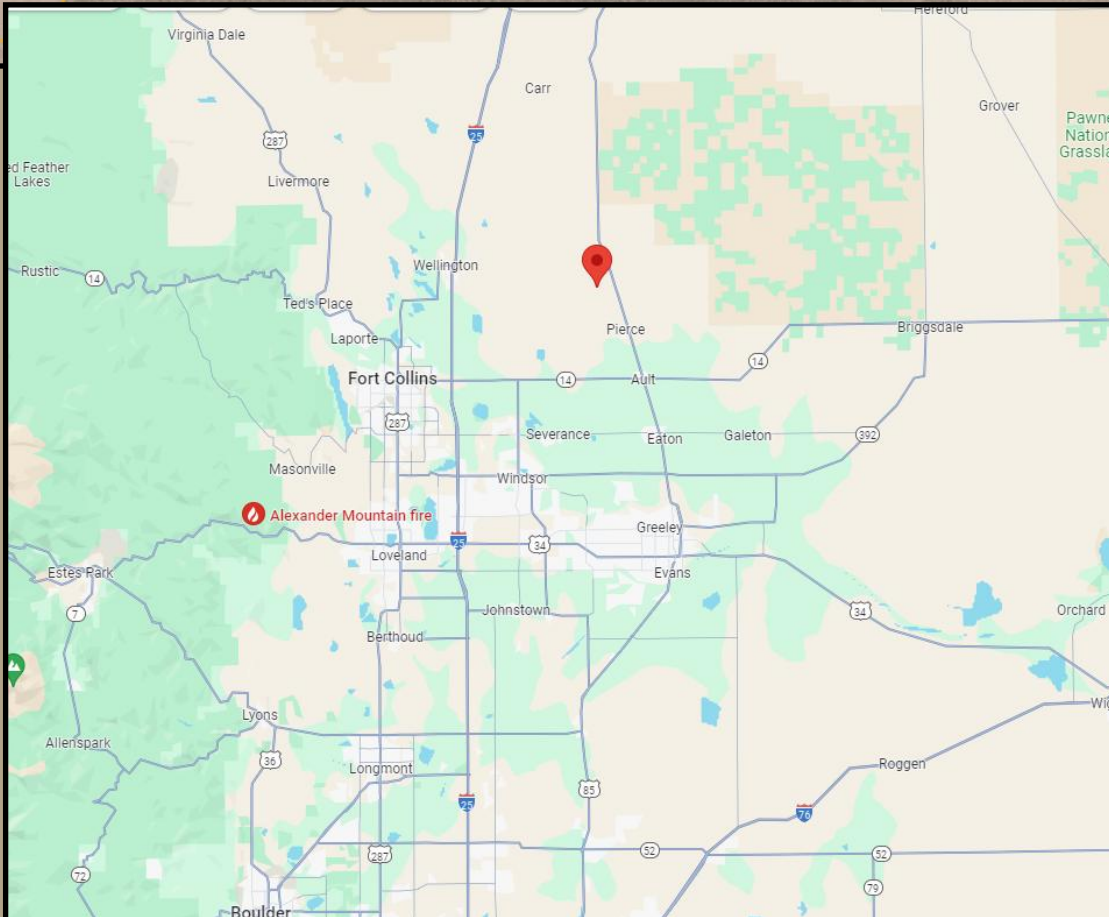 Hereford
Virginia Dale
Carr
Grover
25
287
Pawne
Nation
Grassla
ed Feather
Lakes
Livermore
Rustic
14
Wellington
Ted's Place
Pierce
Briggsdale
Laporte
14
Fort Collins
14
Ault
287
Severance
Eaton
Galeton
392
Masonville
Windsor
Alexander Mountain fire
Greeley
25
34
Loveland
Estes Park
Evans
7
Johnstown
34
Orchard
Berthoud
Wig
Lyons
Allenspark
36
Longmont
Roggen
85
25
76
287
52
52
72
79
Boulder